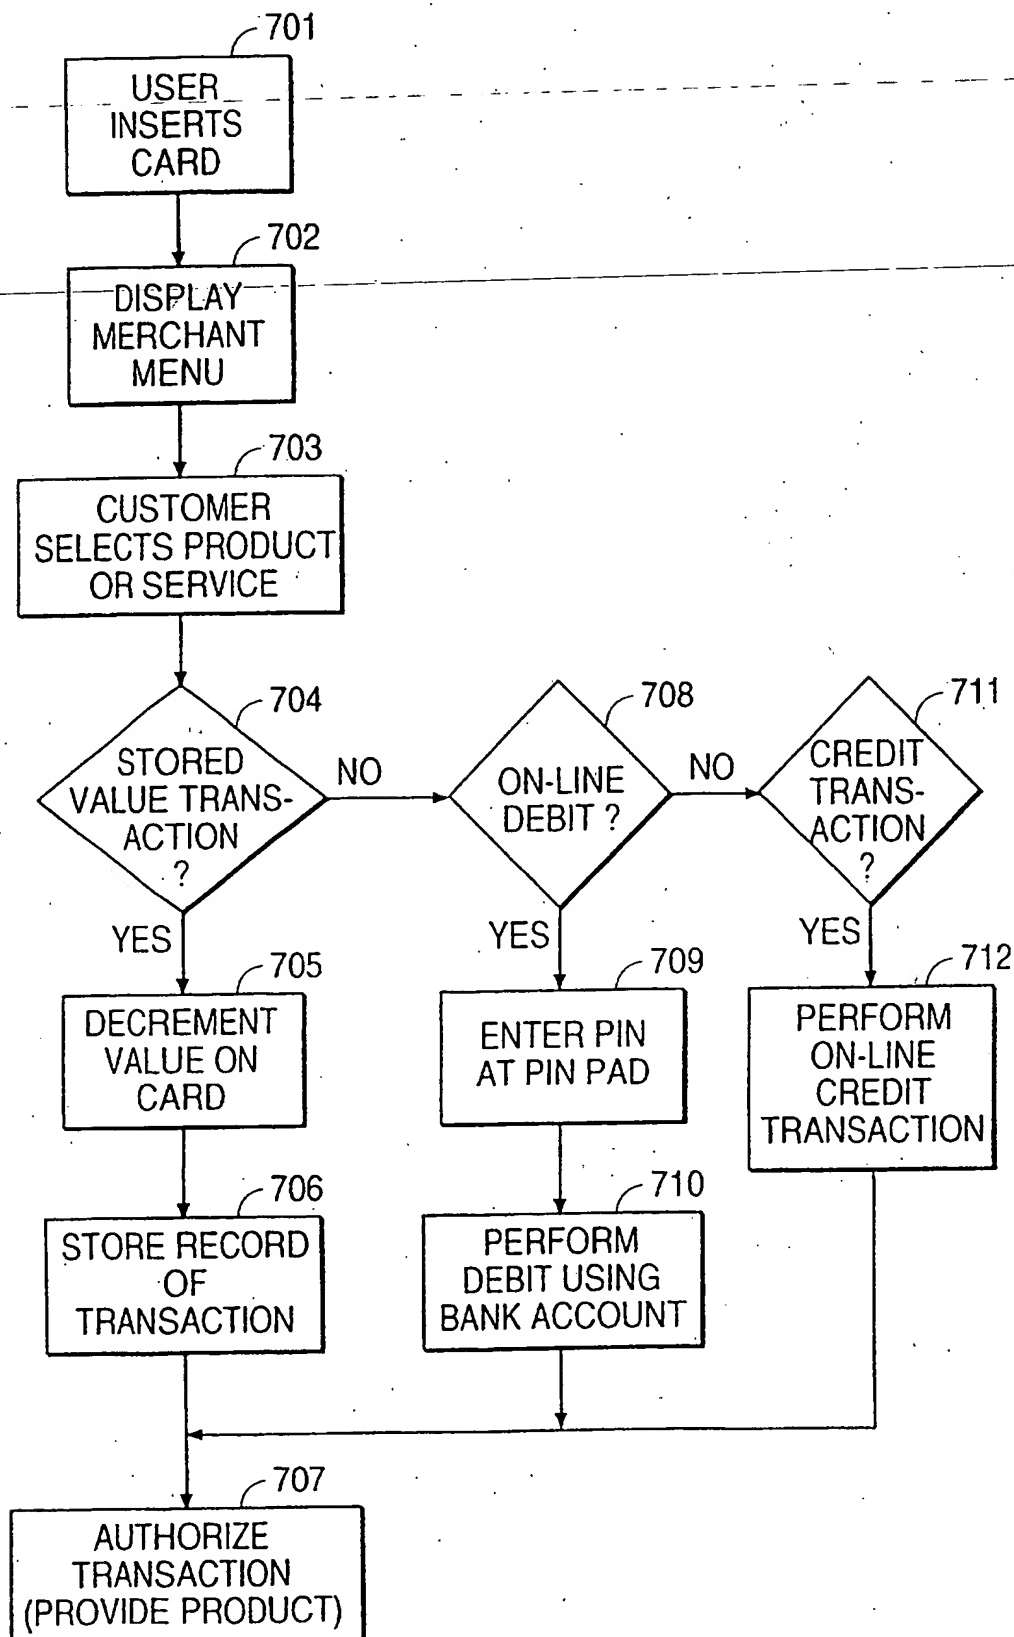 701
USER
INSERTS
CARD
702
DISPLAY
MERCHANT
MENU
703
CUSTOMER
SELECTS PRODUCT
OR SERVICE
704
STORED
VALUE TRANS-
ACTION
?
NO
YES
708
ON-LINE
DEBIT ?
NO
YES
711
CREDIT
TRANS-
ACTION
?
YES
705
DECREMENT
VALUE ON
CARD
709
ENTER PIN
AT PIN PAD
712
PERFORM
ON-LINE
CREDIT
TRANSACTION
706
STORE RECORD
OF
TRANSACTION
710
PERFORM
DEBIT USING
BANK ACCOUNT
707
AUTHORIZE
TRANSACTION
(PROVIDE PRODUCT)